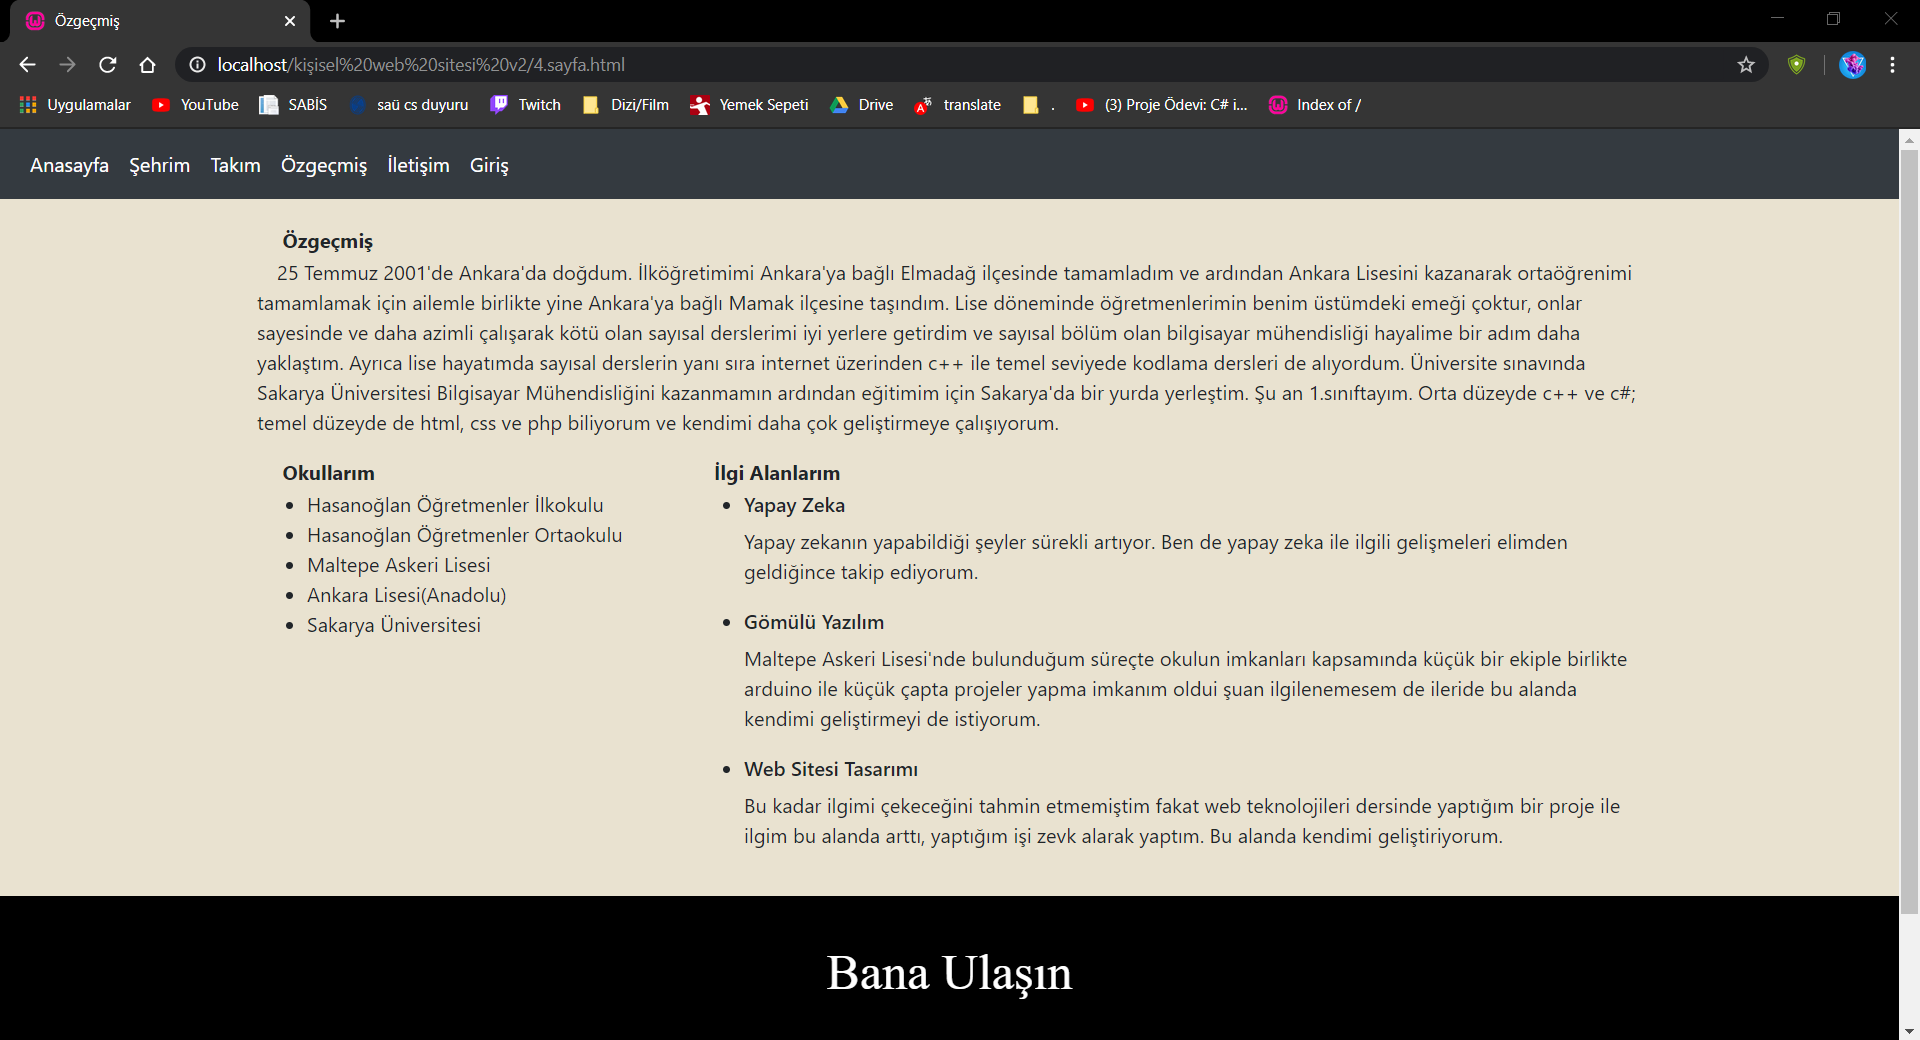 Özgeçmiş
localhost/kişisel%20web%20sitesi%20v2/4.sayfa.html
Uygulamalar YouTube SABİS saü cs duyuru Twitch Dizi/Film Yemek Sepeti Drive translate . (3) Proje Ödevi: C# i... Index of /
Anasayfa Şehrim Takım Özgeçmiş İletişim Giriş
Özgeçmiş
25 Temmuz 2001'de Ankara'da doğdum. İlköğretimimi Ankara'ya bağlı Elmadağ ilçesinde tamamladım ve ardından Ankara Lisesini kazanarak ortaöğrenimi
tamamlamak için ailemle birlikte yine Ankara'ya bağlı Mamak ilçesine taşındım. Lise döneminde öğretmenlerimin benim üstümdeki emeği çoktur, onlar
sayesinde ve daha azimli çalışarak kötü olan sayısal derslerimi iyi yerlere getirdim ve sayısal bölüm olan bilgisayar mühendisliği hayalime bir adım daha
yaklaştım. Ayrıca lise hayatımda sayısal derslerin yanı sıra internet üzerinden c++ ile temel seviyede kodlama dersleri de alıyordum. Üniversite sınavında
Sakarya Üniversitesi Bilgisayar Mühendisliğini kazanmamın ardından eğitimim için Sakarya'da bir yurda yerleştim. Şu an 1.sınıftayım. Orta düzeyde c++ ve c#;
temel düzeyde de html, css ve php biliyorum ve kendimi daha çok geliştirmeye çalışıyorum.
Okullarım
Hasanoğlan Öğretmenler İlkokulu
Hasanoğlan Öğretmenler Ortaokulu
Maltepe Askeri Lisesi
Ankara Lisesi(Anadolu)
Sakarya Üniversitesi
İlgi Alanlarım
Yapay Zeka
Yapay zekanın yapabildiği şeyler sürekli artıyor. Ben de yapay zeka ile ilgili gelişmeleri elimden
geldiğince takip ediyorum.
Gömülü Yazılım
Maltepe Askeri Lisesi'nde bulunduğum süreçte okulun imkanları kapsamında küçük bir ekiple birlikte
arduino ile küçük çapta projeler yapma imkanım oldui şuan ilgilenemesem de ileride bu alanda
kendimi geliştirmeyi de istiyorum.
Web Sitesi Tasarımı
Bu kadar ilgimi çekeceğini tahmin etmemiştim fakat web teknolojileri dersinde yaptığım bir proje ile
ilgim bu alanda arttı, yaptığım işi zevk alarak yaptım. Bu alanda kendimi geliştiriyorum.
Bana Ulaşın